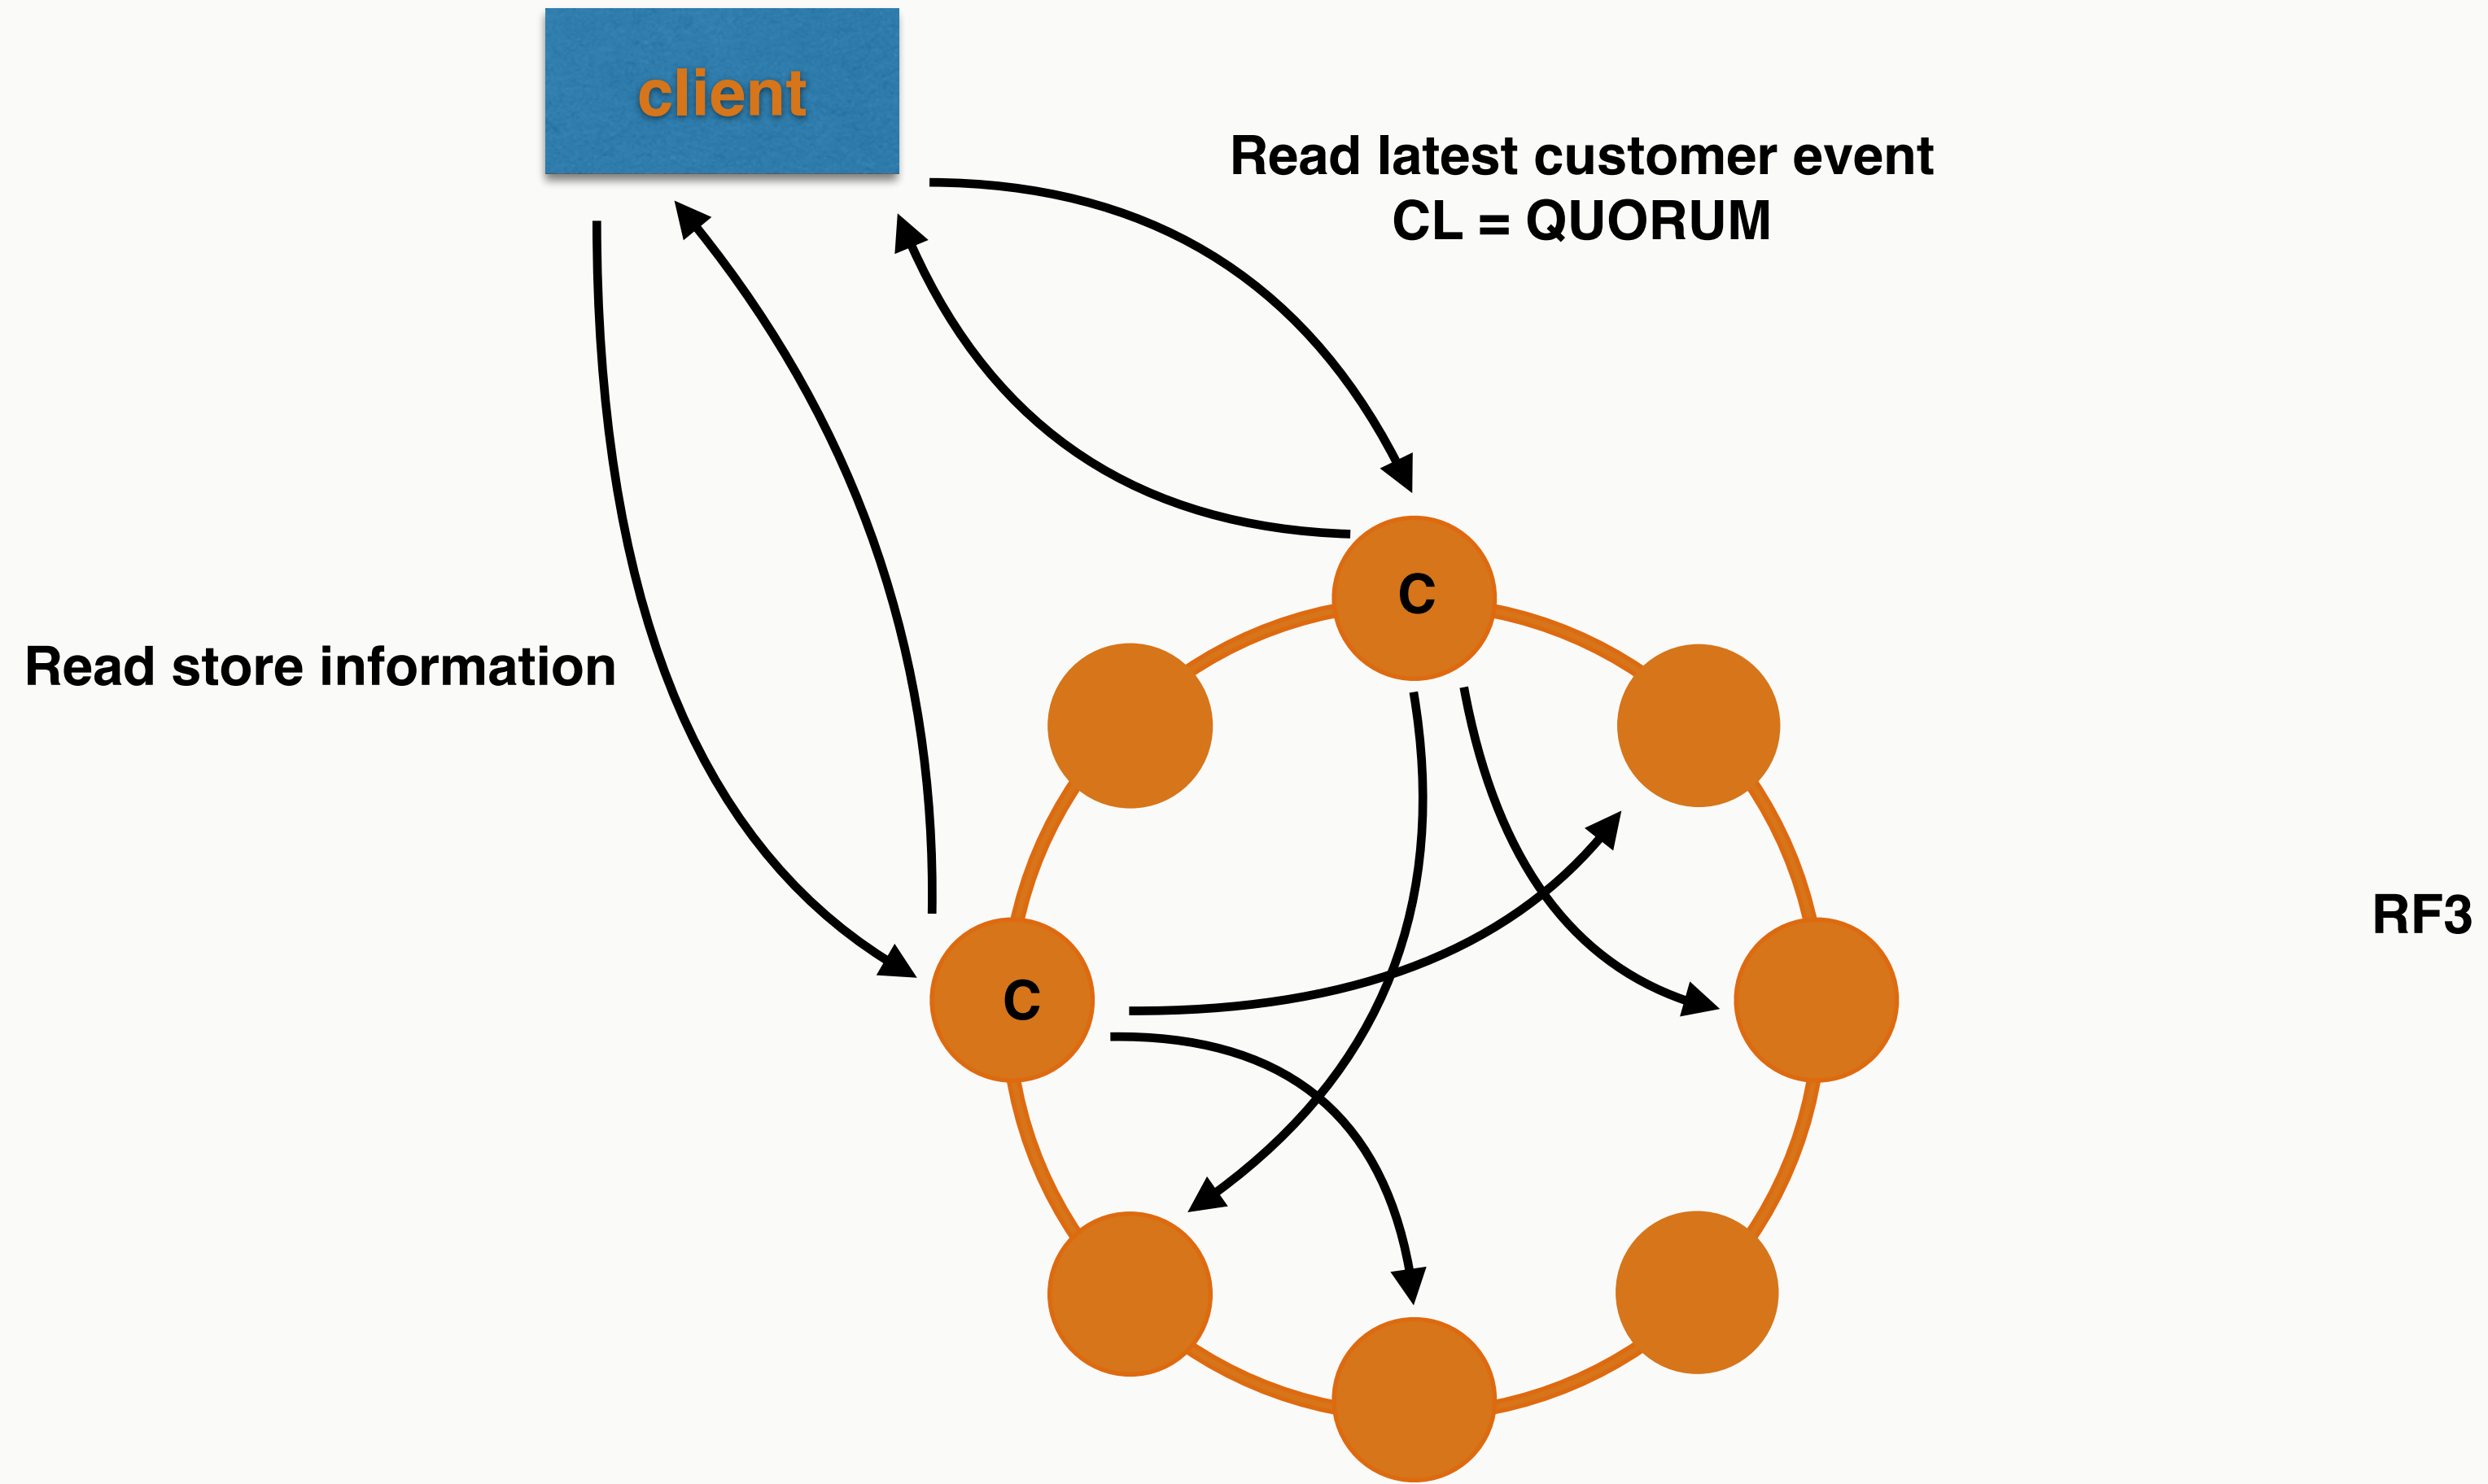 client
Read latest customer event
CL = QUORUM
C
Read store information
RF3
C